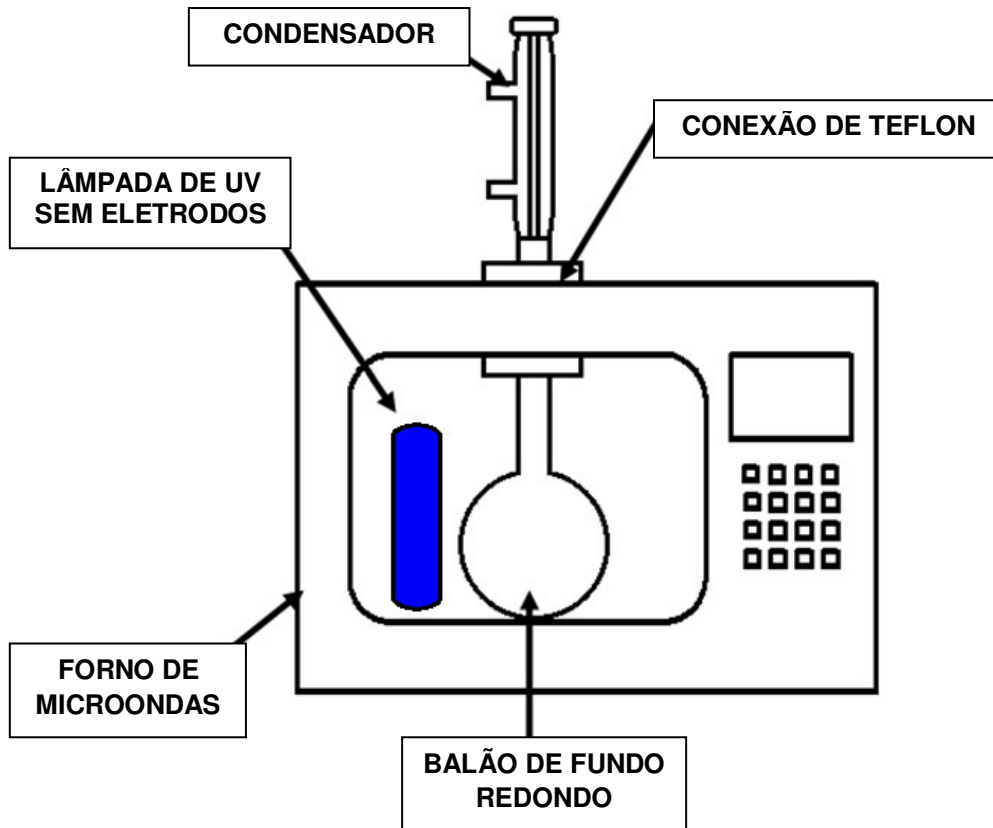 CONDENSADOR
CONEXÃO DE TEFLON
LÂMPADA DE UV
SEM ELETRODOS
FORNO DE
MICROONDAS
BALÃO DE FUNDO
REDONDO